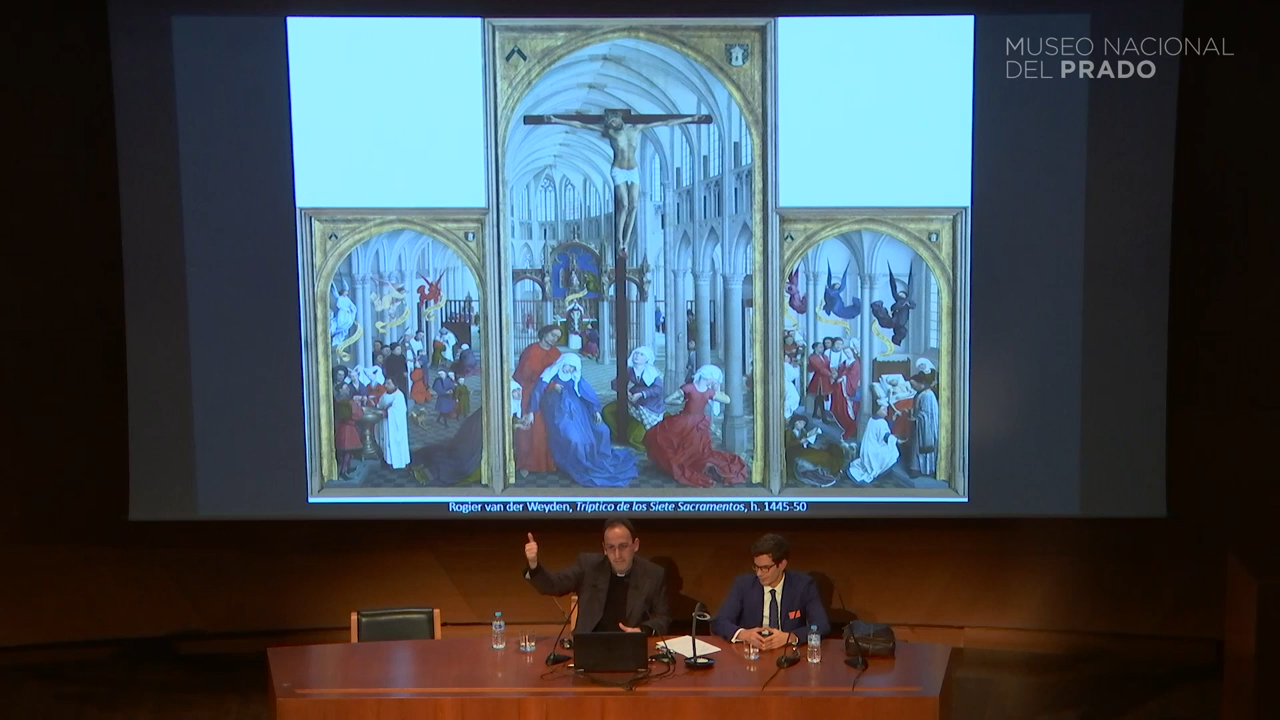 MUSEO NACIONAL
DEL PRADO
Rogier van der Weyden, Tríptico de los Siete Sacramentos, h. 1445-50